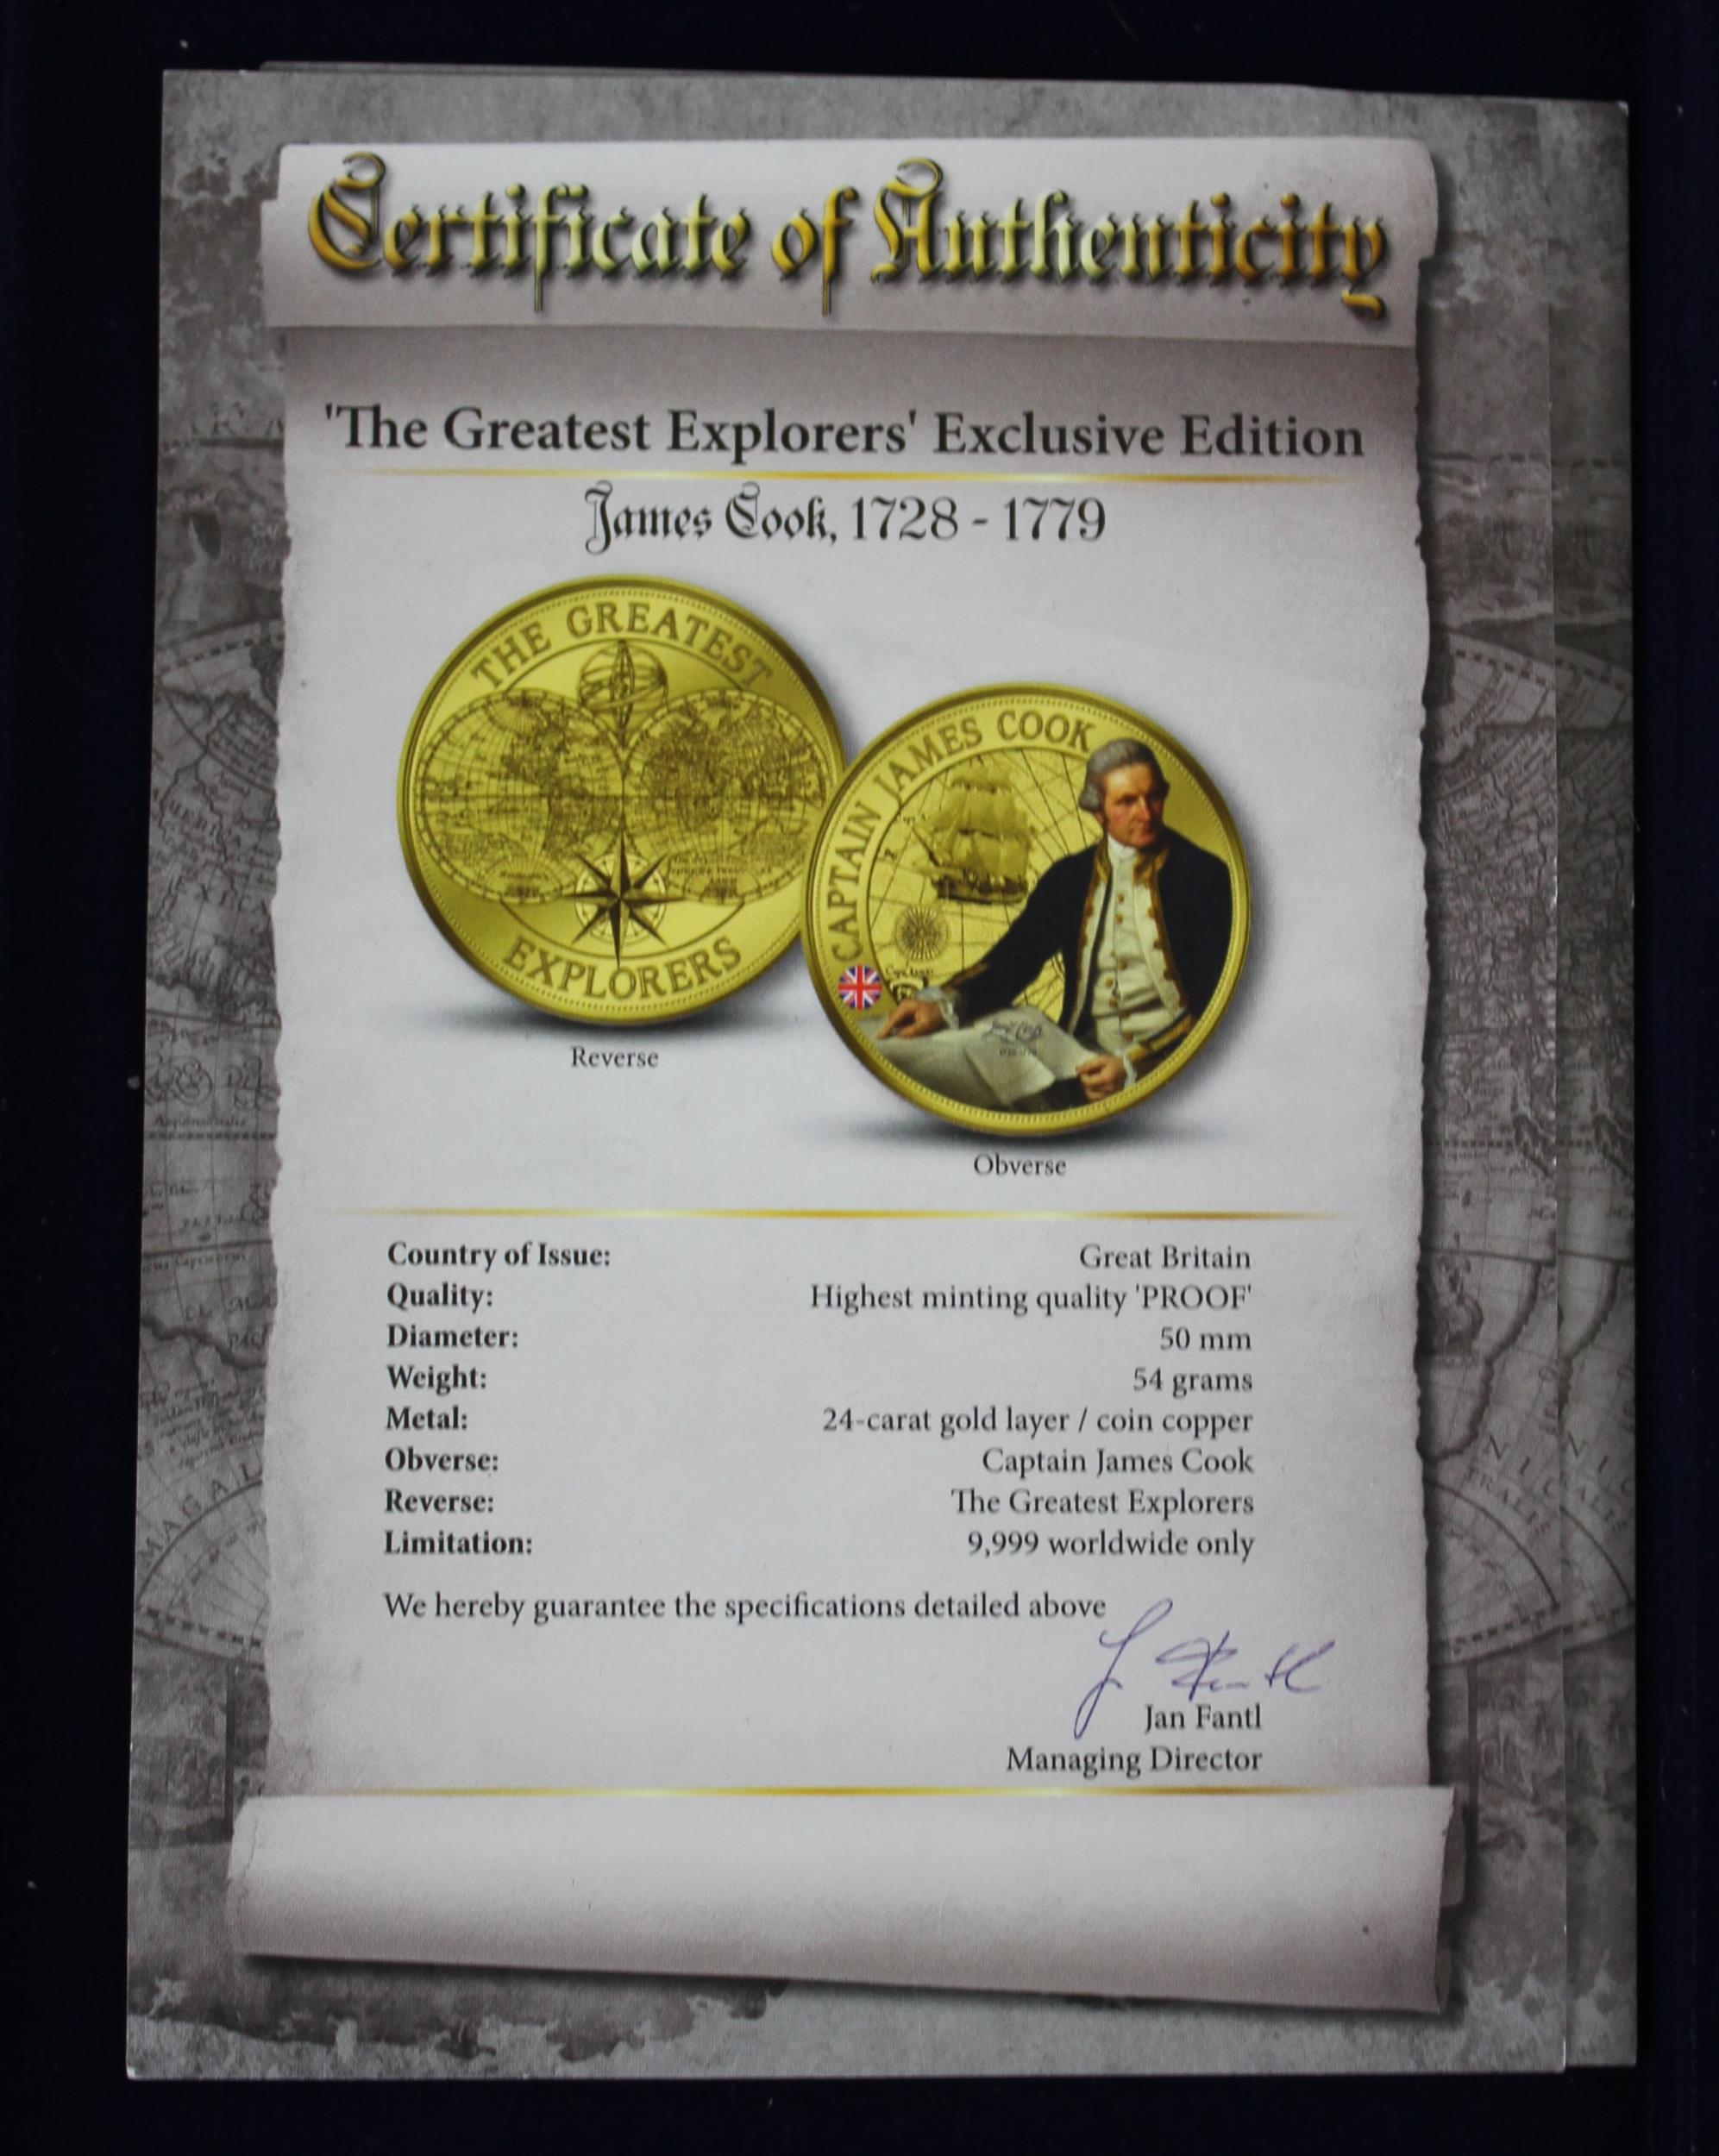 Certificate of Authenticity
'The Greatest Explorers' Exclusive Edition
James Cook, 1728 - 1779
THE GREATEST
EXPLORERS
CAPTAIN JAMES COOK
Reverse
Obverse
Country of Issue: Great Britain
Quality: Highest minting quality 'PROOF'
Diameter: 50 mm
Weight: 54 grams
Metal: 24-carat gold layer / coin copper
Obverse: Captain James Cook
Reverse: The Greatest Explorers
Limitation: 9,999 worldwide only
We hereby guarantee the specifications detailed above
Jan Fantl
Managing Director